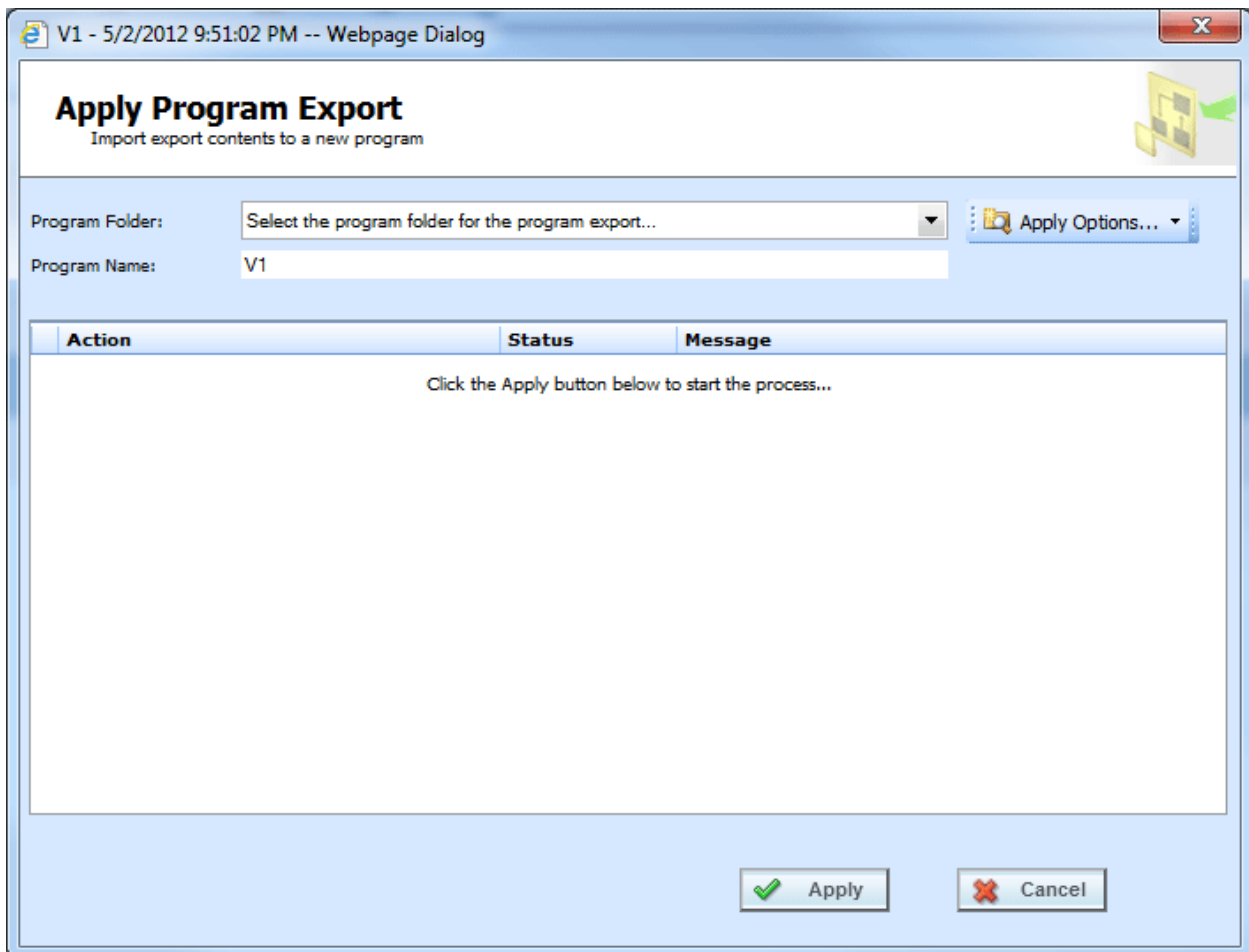 V1 - 5/2/2012 9:51:02 PM -- Webpage Dialog
Apply Program Export
Import export contents to a new program
Program Folder: Select the program folder for the program export... Apply Options...
Program Name: V1
Action Status Message
Click the Apply button below to start the process...
Apply Cancel